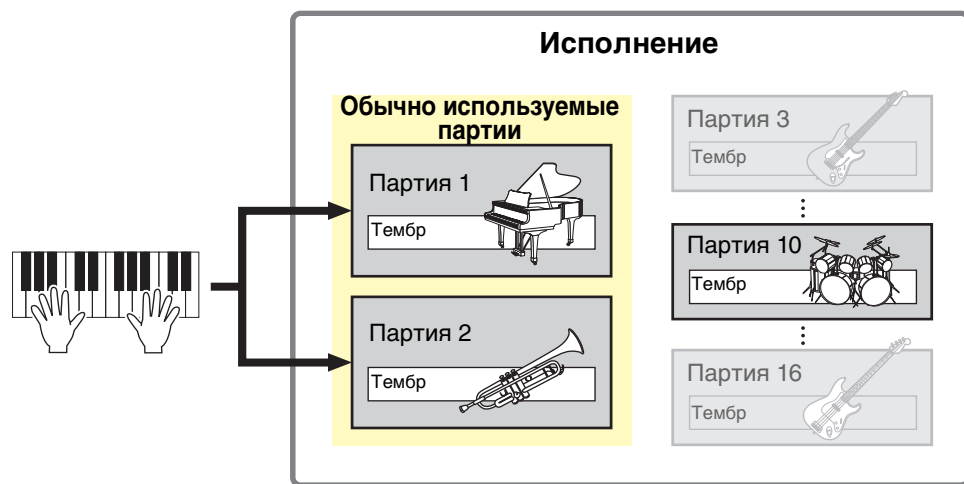 Исполнение
Обычно используемые
партии
Партия 1
Тембр
Партия 2
Тембр
Партия 3
Тембр
Партия 10
Тембр
Партия 16
Тембр